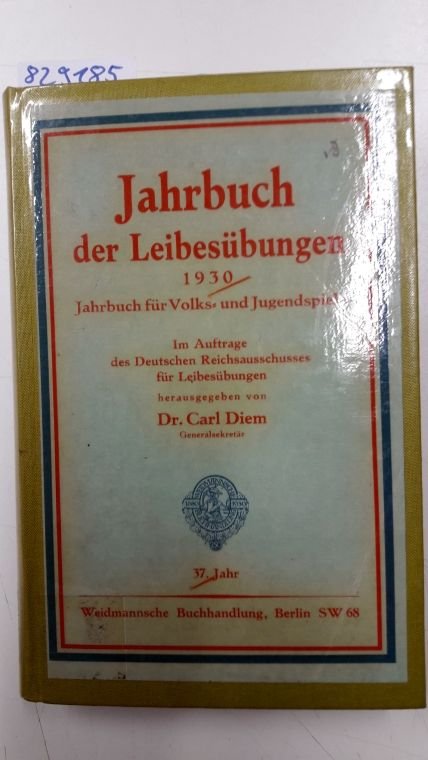 829185
Jahrbuch
der Leibesübungen
1930
Jahrbuch für Volks- und Jugendspiele
Im Auftrage
des Deutschen Reichsausschusses
für Leibesübungen
herausgegeben von
Dr. Carl Diem
Generalsekretär
37. Jahr
Weidmannsche Buchhandlung, Berlin SW 68